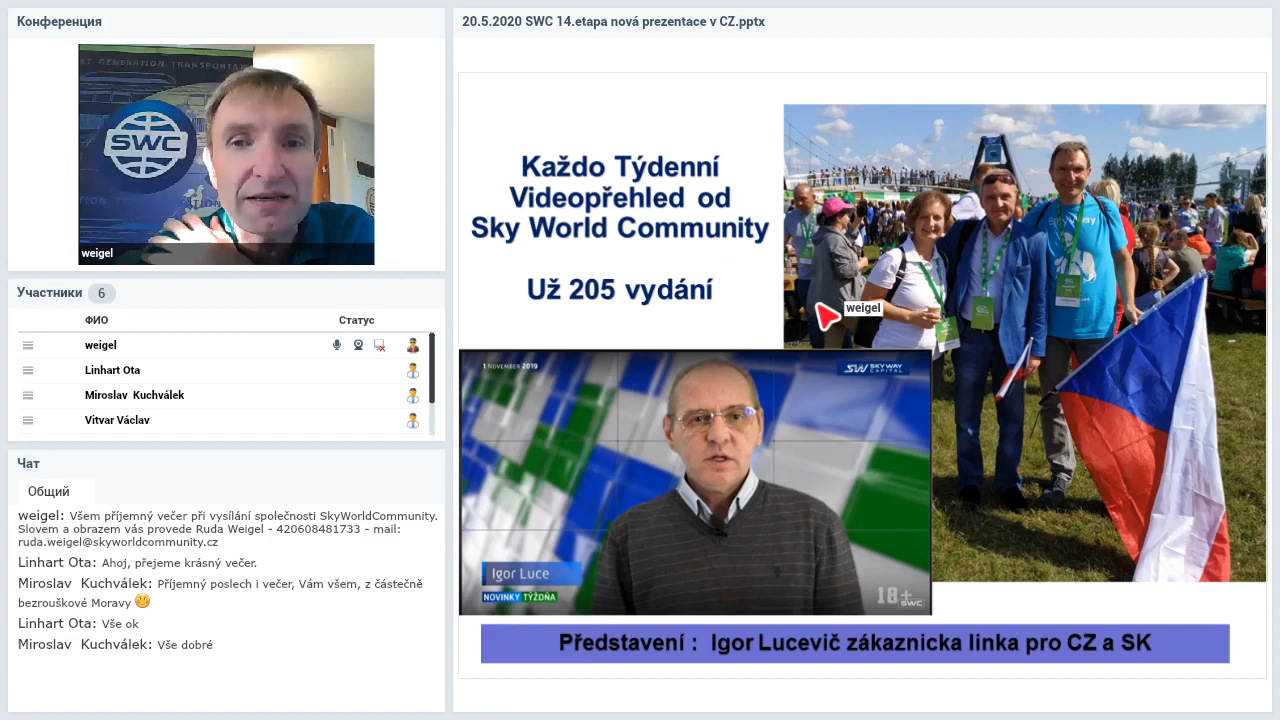 Конференция
KT GENERATION TRANSPORTAT
SWC
weigel
Участники 6
ФИО Статус
weigel
Linhart Ota
Miroslav Kuchválek
Vitvar Václav
Чат
Общий
weigel: Všem příjemný večer při vysílání společnosti SkyWorldCommunity.
Slovem a obrazem vás provede Ruda Weigel - 420608481733 - mail:
ruda.weigel@skyworldcommunity.cz
Linhart Ota: Ahoj, přejeme krásný večer.
Miroslav Kuchválek: Příjemný poslech i večer, Vám všem, z částečně
bezrouškové Moravy
Linhart Ota: Vše ok
Miroslav Kuchválek: Vše dobré
20.5.2020 SWC 14.etapa nová prezentace v CZ.pptx
Každo Týdenní
Videopřehled od
Sky World Community
Už 205 vydání
weigel
1 NOVEMBER 2019
SW SKYWAY
CAPITAL
Igor Luce
NOVINKY TÝŽDŇA
18+
SWC
Představení : Igor Lucevič zákaznicka linka pro CZ a SK